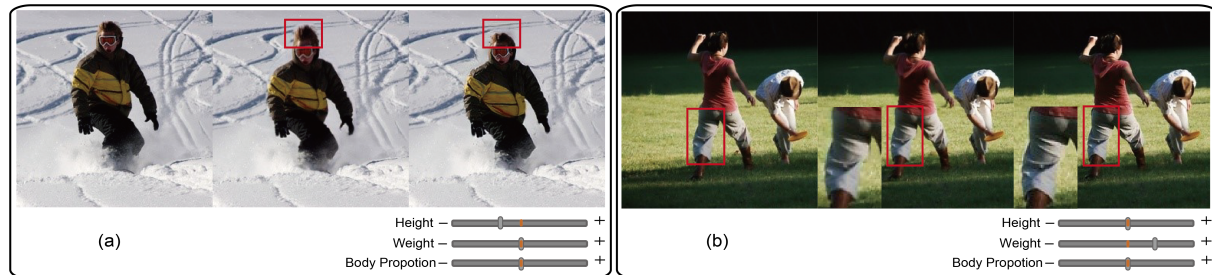 Height – +
(a) Weight – +
Body Propotion – +
Height – +
(b) Weight – +
Body Propotion – +